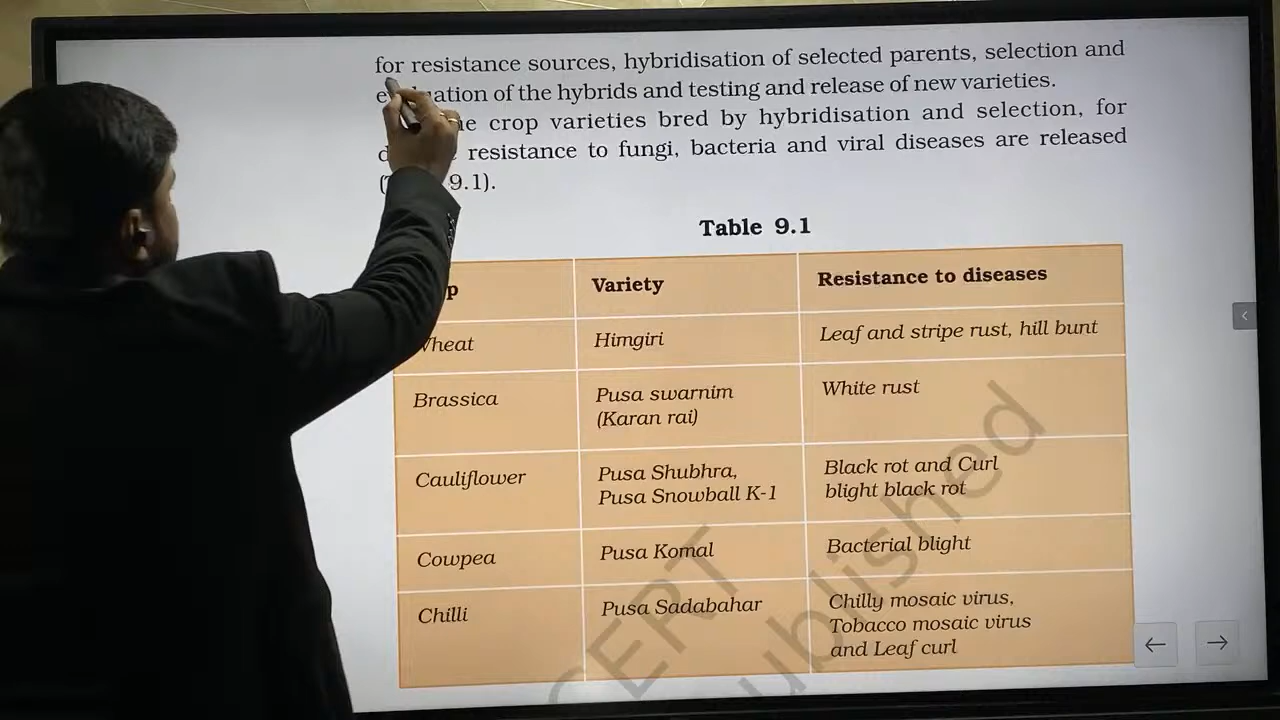 for resistance sources, hybridisation of selected parents, selection and
of the hybrids and testing and release of new varieties.
crop varieties bred by hybridisation and selection, for
resistance to fungi, bacteria and viral diseases are released
9.1).
Table 9.1
Variety
Resistance to diseases
Wheat
Himgiri
Leaf and stripe rust, hill bunt
Brassica
Pusa swarnim
(Karan rai)
White rust
Cauliflower
Pusa Shubhra,
Pusa Snowball K-1
Black rot and Curl
blight black rot
Cowpea
Pusa Komal
Bacterial blight
Chilli
Pusa Sadabahar
Chilly mosaic virus,
Tobacco mosaic virus
and Leaf curl